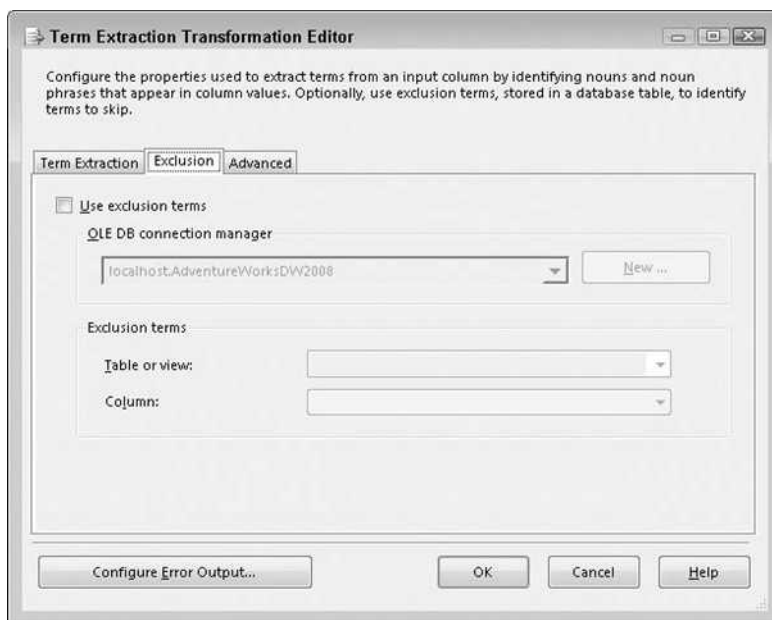 Term Extraction Transformation Editor
Configure the properties used to extract terms from an input column by identifying nouns and noun
phrases that appear in column values. Optionally, use exclusion terms, stored in a database table, to identify
terms to skip.
Term Extraction Exclusion Advanced
Use exclusion terms
OLE DB connection manager
localhost.AdventureWorksDW2008 New ...
Exclusion terms
Table or view:
Column:
Configure Error Output... OK Cancel Help